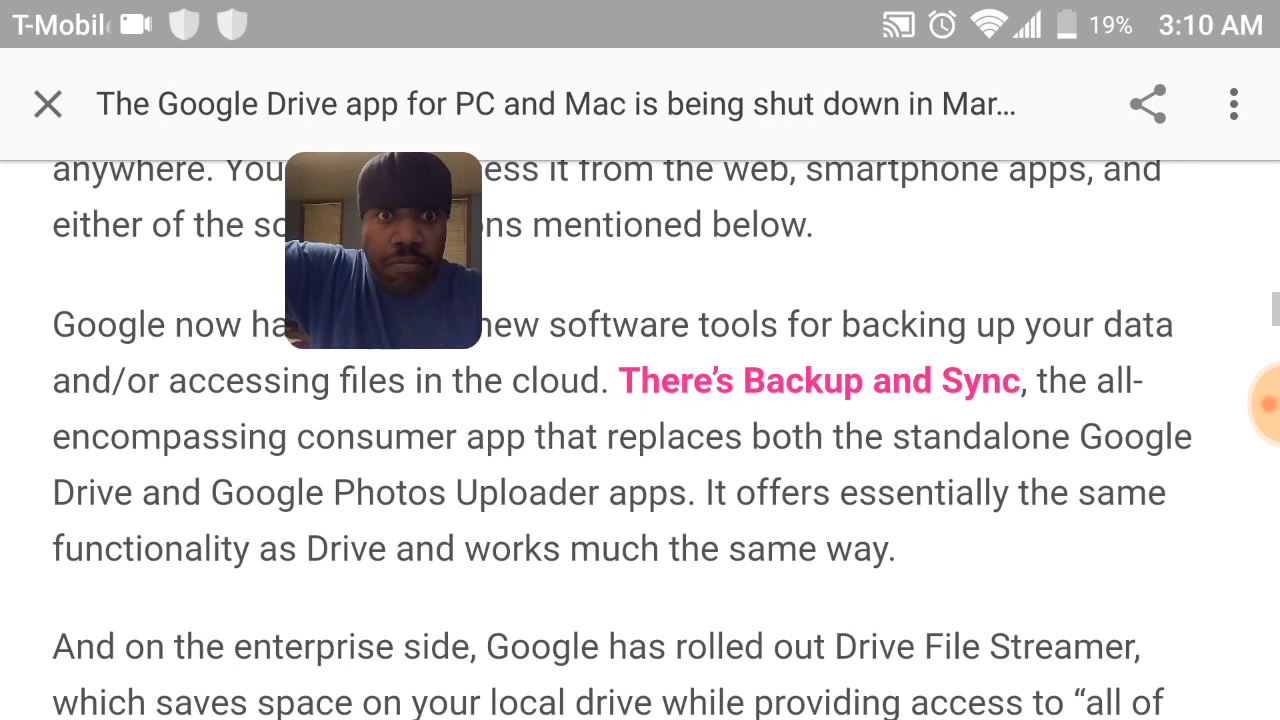 T-Mobil 19% 3:10 AM
The Google Drive app for PC and Mac is being shut down in Mar...
anywhere. You ess it from the web, smartphone apps, and
either of the so ns mentioned below.
Google now ha new software tools for backing up your data
and/or accessing files in the cloud. There’s Backup and Sync, the all-
encompassing consumer app that replaces both the standalone Google
Drive and Google Photos Uploader apps. It offers essentially the same
functionality as Drive and works much the same way.
And on the enterprise side, Google has rolled out Drive File Streamer,
which saves space on your local drive while providing access to “all of